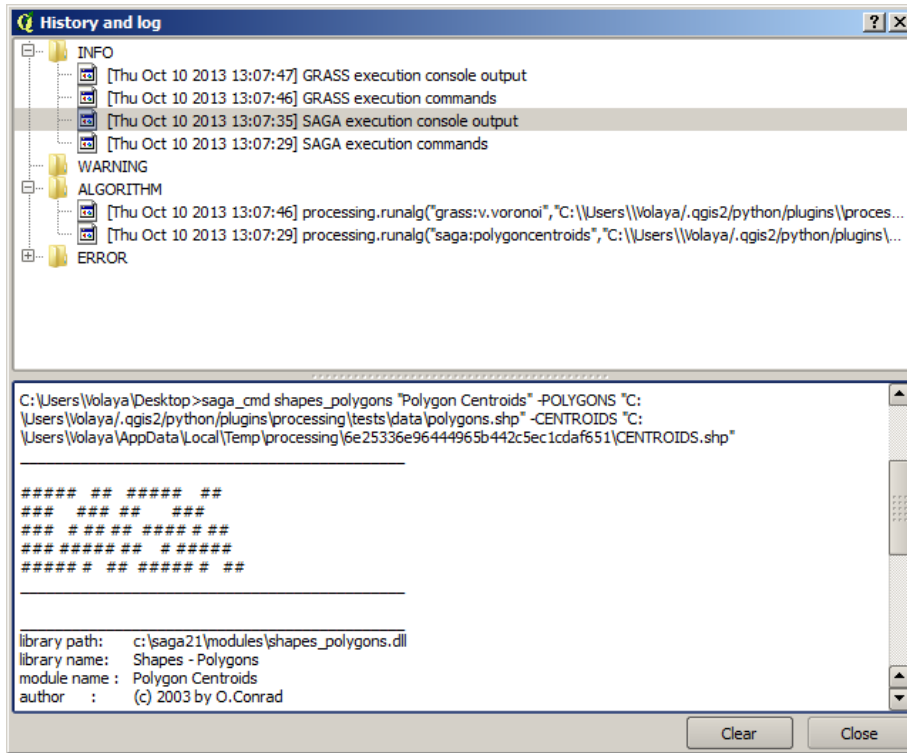 History and log
INFO
[Thu Oct 10 2013 13:07:47] GRASS execution console output
[Thu Oct 10 2013 13:07:46] GRASS execution commands
[Thu Oct 10 2013 13:07:35] SAGA execution console output
[Thu Oct 10 2013 13:07:29] SAGA execution commands
WARNING
ALGORITHM
[Thu Oct 10 2013 13:07:46] processing.runalg("grass:v.voronoi","C:\\Users\\Volaya/.qgis2/python/plugins\\proces...
[Thu Oct 10 2013 13:07:29] processing.runalg("saga:polygoncentroids","C:\\Users\\Volaya/.qgis2/python/plugins\...
ERROR
C:\Users\Volaya\Desktop>saga_cmd shapes_polygons "Polygon Centroids" -POLYGONS "C:
\Users\Volaya/.qgis2/python/plugins\processing\tests\data\polygons.shp" -CENTROIDS "C:
\Users\Volaya\AppData\Local\Temp\processing\6e25336e96444965b442c5ec1cdaf651\CENTROIDS.shp"
_____________________________________________
##### ## ##### ##
### ### ## ###
### # ## ## #### # ##
### ##### ## # #####
##### # ## ##### # ##
_____________________________________________
_____________________________________________
library path: c:\saga21\modules\shapes_polygons.dll
library name: Shapes - Polygons
module name : Polygon Centroids
author : (c) 2003 by O.Conrad
Clear Close